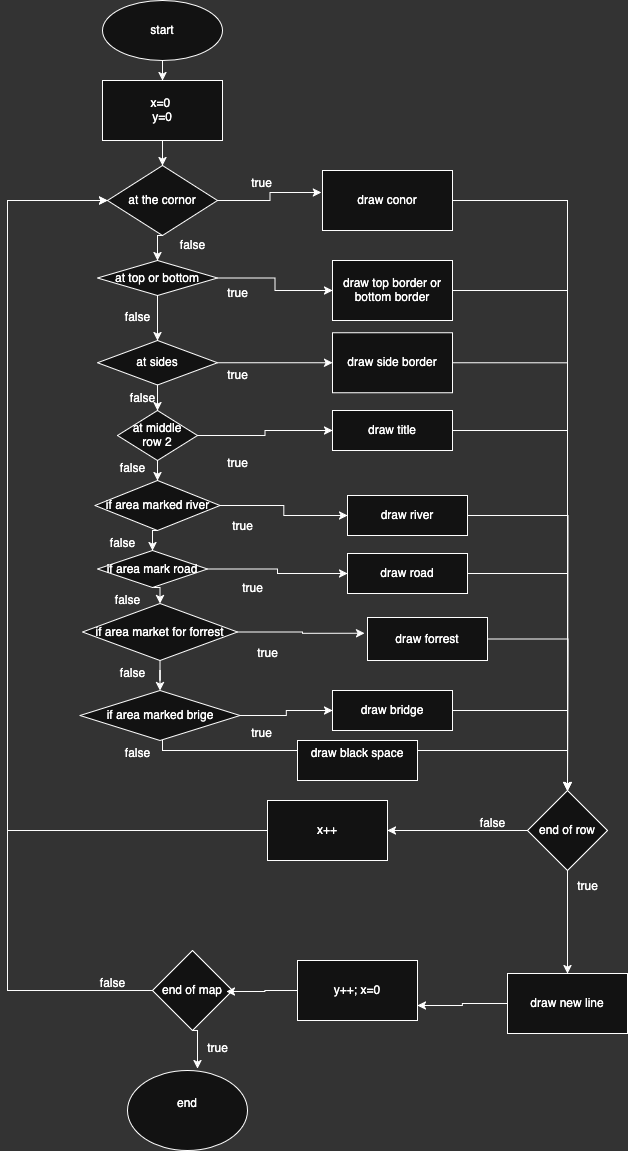 start
x=0
y=0
at the cornor
true
draw conor
false
at top or bottom
true
draw top border or
bottom border
false
at sides
true
draw side border
false
at middle
row 2
true
draw title
false
if area marked river
true
draw river
false
if area mark road
true
draw road
false
if area market for forrest
true
draw forrest
false
if area marked brige
true
draw bridge
false
draw black space
x++
false
end of row
true
false
end of map
y++; x=0
draw new line
true
end